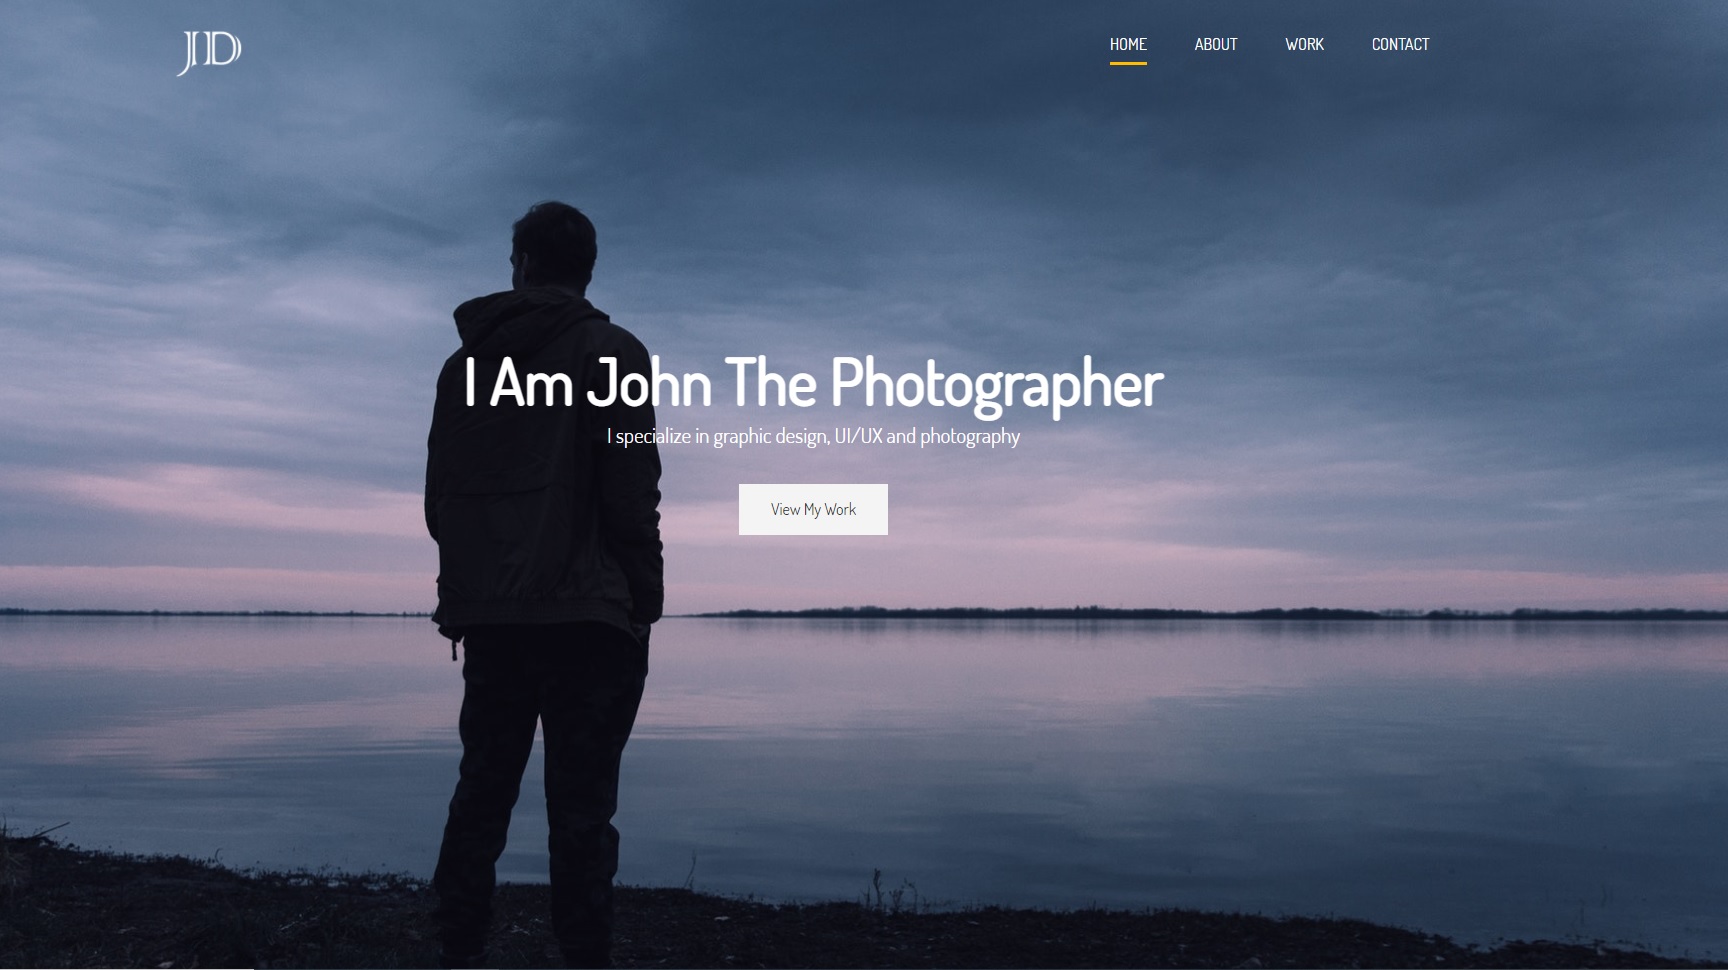 JD
HOME ABOUT WORK CONTACT
I Am John The Photographer
I specialize in graphic design, UI/UX and photography
View My Work